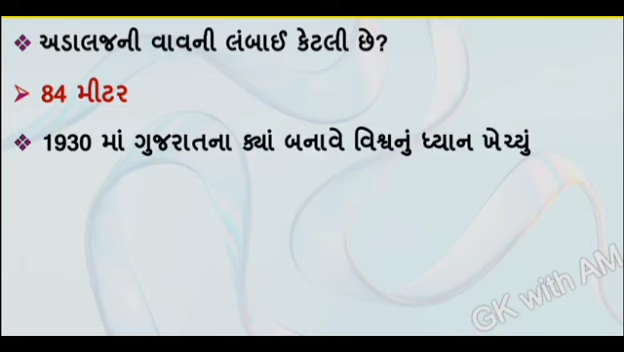 ❖ અડાલજની વાવની લંબાઈ કેટલી છે?
➢ 84 મીટર
❖ 1930 માં ગુજરાતના ક્યાં બનાવે વિશ્વનું ધ્યાન ખેચ્યું
GK with AM